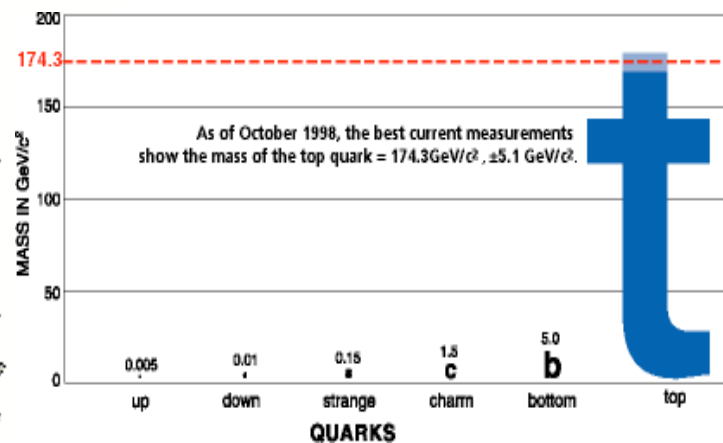 200
174.3
150
As of October 1998, the best current measurements
show the mass of the top quark = 174.3GeV/c², ±5.1 GeV/c².
100
MASS IN GeV/c²
50
0.005 0.01 0.15 1.5 5.0
s c b t
0
up down strange charm bottom top
QUARKS